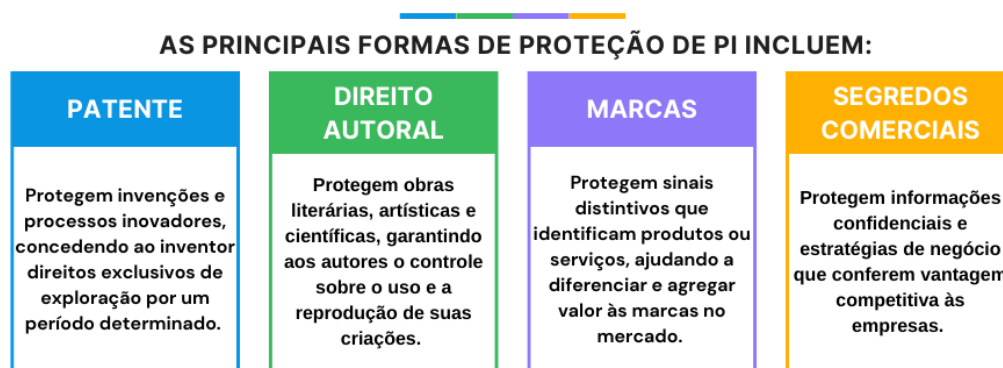 AS PRINCIPAIS FORMAS DE PROTEÇÃO DE PI INCLUEM:
PATENTE
Protegem invenções e
processos inovadores,
concedendo ao inventor
direitos exclusivos de
exploração por um
período determinado.
DIREITO
AUTORAL
Protegem obras
literárias, artísticas e
científicas, garantindo
aos autores o controle
sobre o uso e a
reprodução de suas
criações.
MARCAS
Protegem sinais
distintivos que
identificam produtos ou
serviços, ajudando a
diferenciar e agregar
valor às marcas no
mercado.
SEGREDOS
COMERCIAIS
Protegem informações
confidenciais e
estratégias de negócio
que conferem vantagem
competitiva às
empresas.